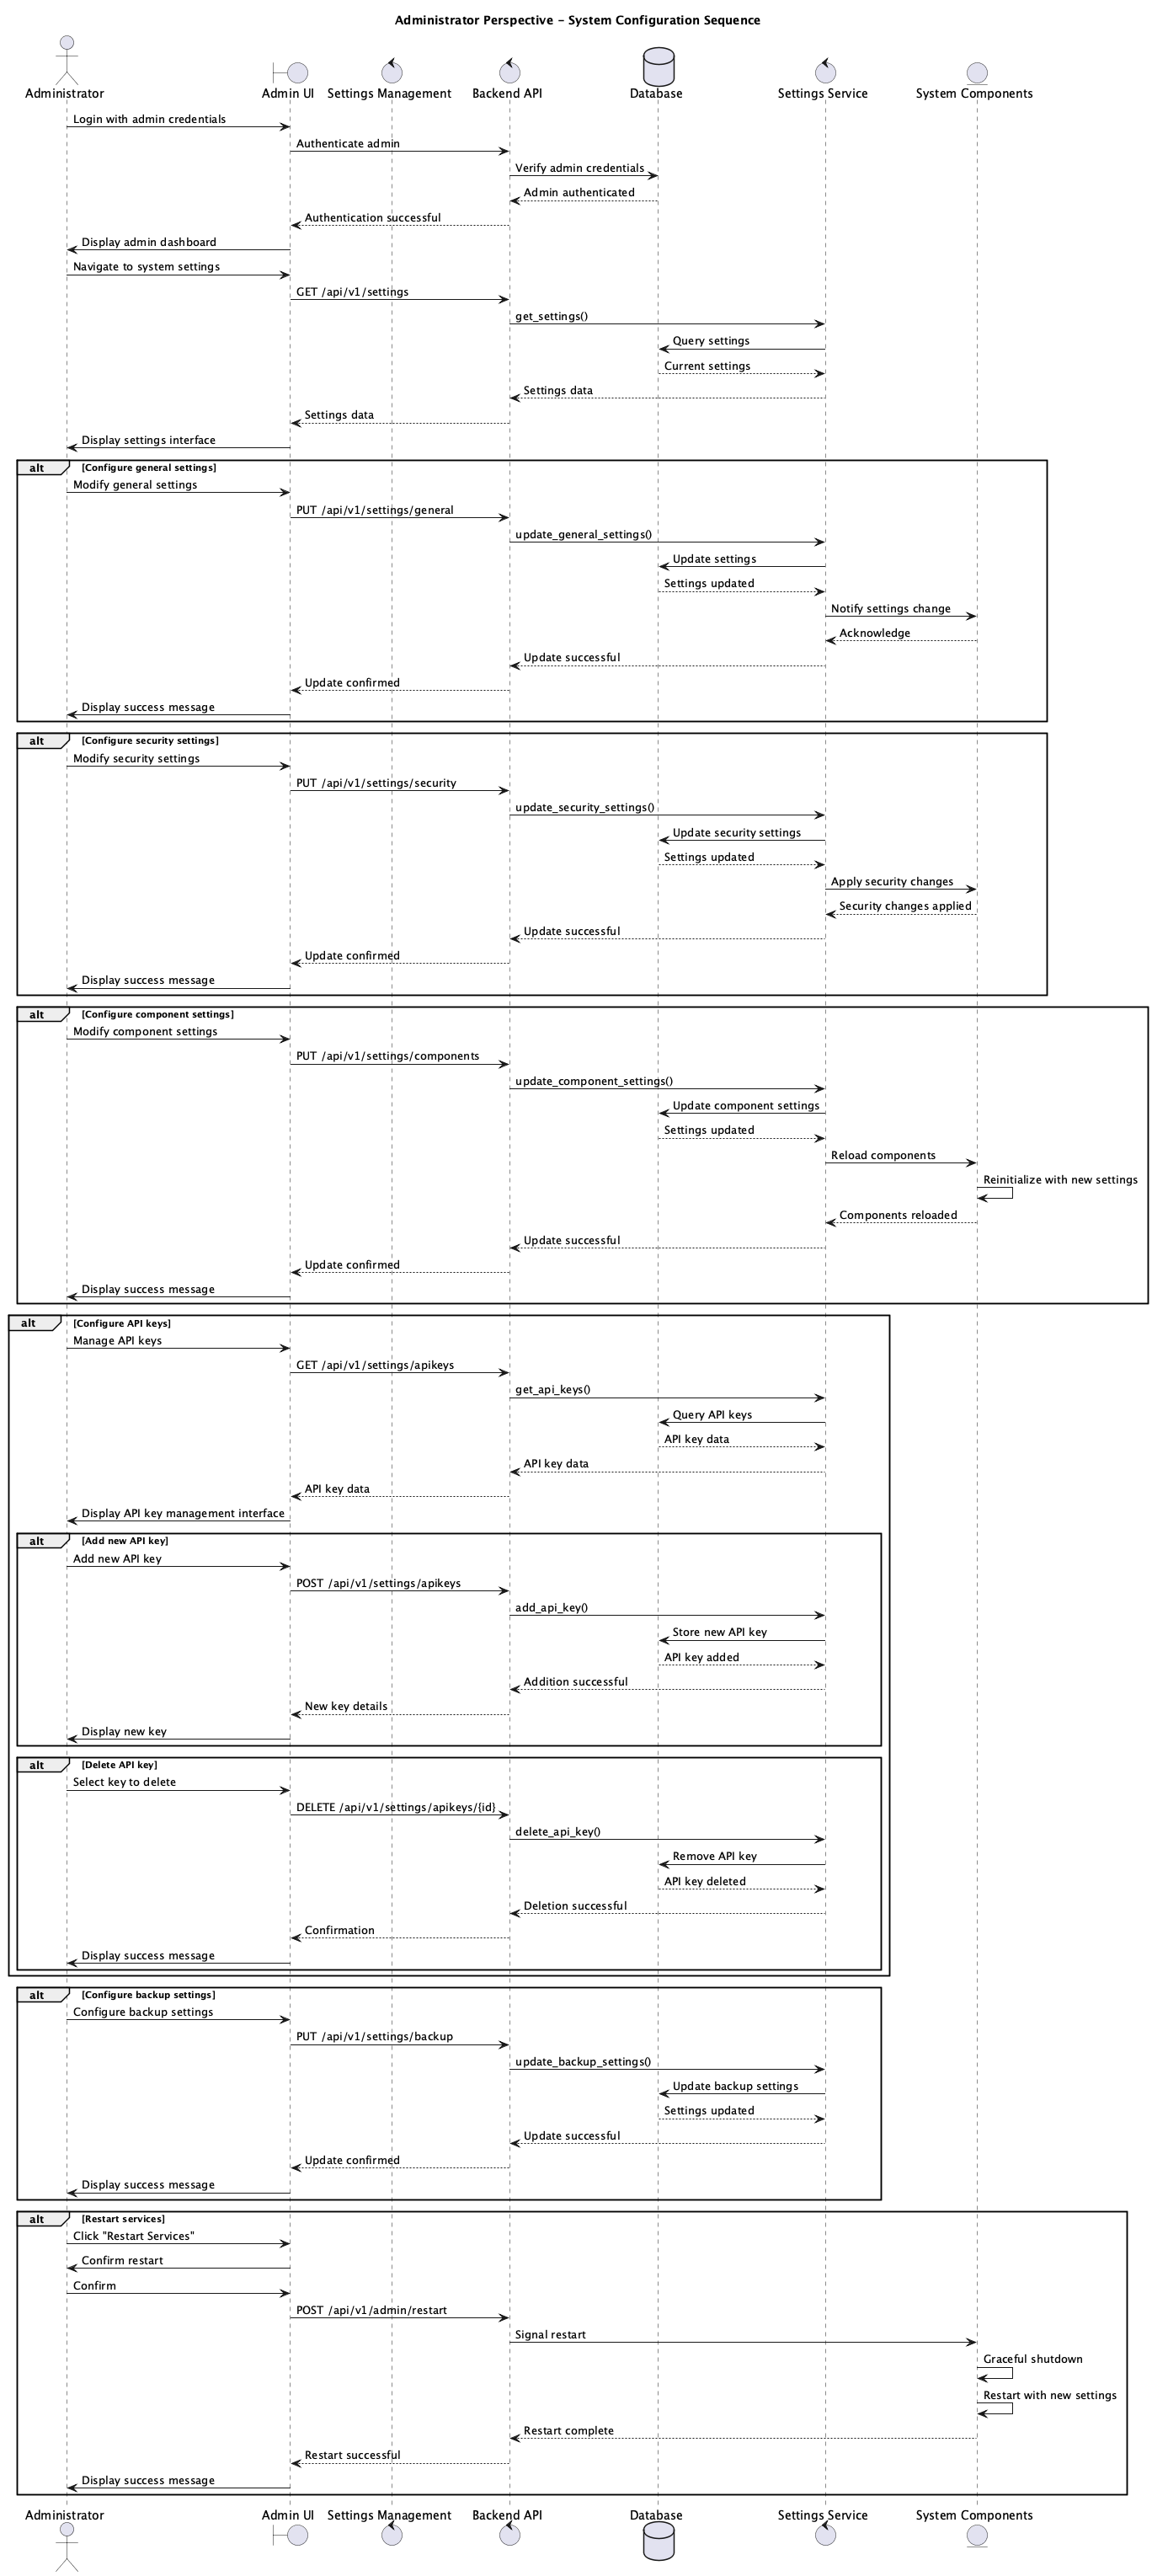 Administrator Perspective - System Configuration Sequence
Administrator
Admin UI
Settings Management
Backend API
Database
Settings Service
System Components
Login with admin credentials
Authenticate admin
Verify admin credentials
Admin authenticated
Authentication successful
Display admin dashboard
Navigate to system settings
GET /api/v1/settings
get_settings()
Query settings
Current settings
Settings data
Settings data
Display settings interface
alt [Configure general settings]
Modify general settings
PUT /api/v1/settings/general
update_general_settings()
Update settings
Settings updated
Notify settings change
Acknowledge
Update successful
Update confirmed
Display success message
alt [Configure security settings]
Modify security settings
PUT /api/v1/settings/security
update_security_settings()
Update security settings
Settings updated
Apply security changes
Security changes applied
Update successful
Update confirmed
Display success message
alt [Configure component settings]
Modify component settings
PUT /api/v1/settings/components
update_component_settings()
Update component settings
Settings updated
Reload components
Reinitialize with new settings
Components reloaded
Update successful
Update confirmed
Display success message
alt [Configure API keys]
Manage API keys
GET /api/v1/settings/apikeys
get_api_keys()
Query API keys
API key data
API key data
API key data
Display API key management interface
alt [Add new API key]
Add new API key
POST /api/v1/settings/apikeys
add_api_key()
Store new API key
API key added
Addition successful
New key details
Display new key
alt [Delete API key]
Select key to delete
DELETE /api/v1/settings/apikeys/{id}
delete_api_key()
Remove API key
API key deleted
Deletion successful
Confirmation
Display success message
alt [Configure backup settings]
Configure backup settings
PUT /api/v1/settings/backup
update_backup_settings()
Update backup settings
Settings updated
Update successful
Update confirmed
Display success message
alt [Restart services]
Click "Restart Services"
Confirm restart
Confirm
POST /api/v1/admin/restart
Signal restart
Graceful shutdown
Restart with new settings
Restart complete
Restart successful
Display success message
Administrator
Admin UI
Settings Management
Backend API
Database
Settings Service
System Components